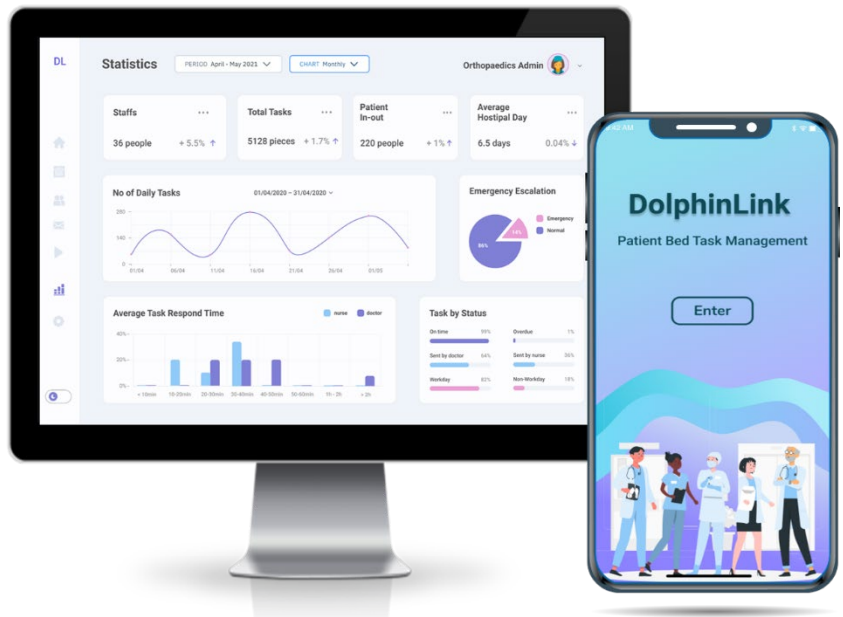 DL
Statistics
PERIOD April - May 2021
CHART Monthly
Orthopaedics Admin
Staffs
36 people + 5.5%
Total Tasks
5128 pieces + 1.7%
Patient
In-out
220 people + 1%
Average
Hostipal Day
6.5 days 0.04%
No of Daily Tasks
01/04/2020 – 31/04/2020
140
0
01/04 06/04 11/04 16/04 21/04 26/04 01/05
Emergency Escalation
Emergency
Normal
14%
86%
Average Task Respond Time
nurse doctor
40%
20%
0%
< 10min 10-20min 20-30min 30-40min 40-50min 50-60min 1h - 2h > 2h
Task by Status
On time 99% Overdue 1%
Sent by doctor 64% Sent by nurse 36%
Workday 82% Non-Workday 18%
DolphinLink
Patient Bed Task Management
Enter